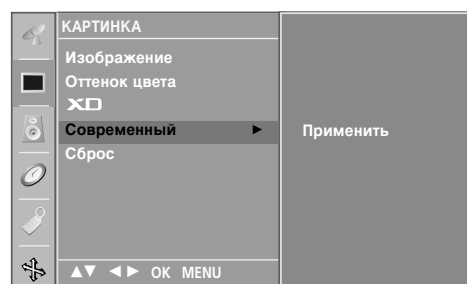 КАРТИНКА
Изображение
Оттенок цвета
XD
Современный ► Применить
Сброс
▲▼ ◄► OK MENU